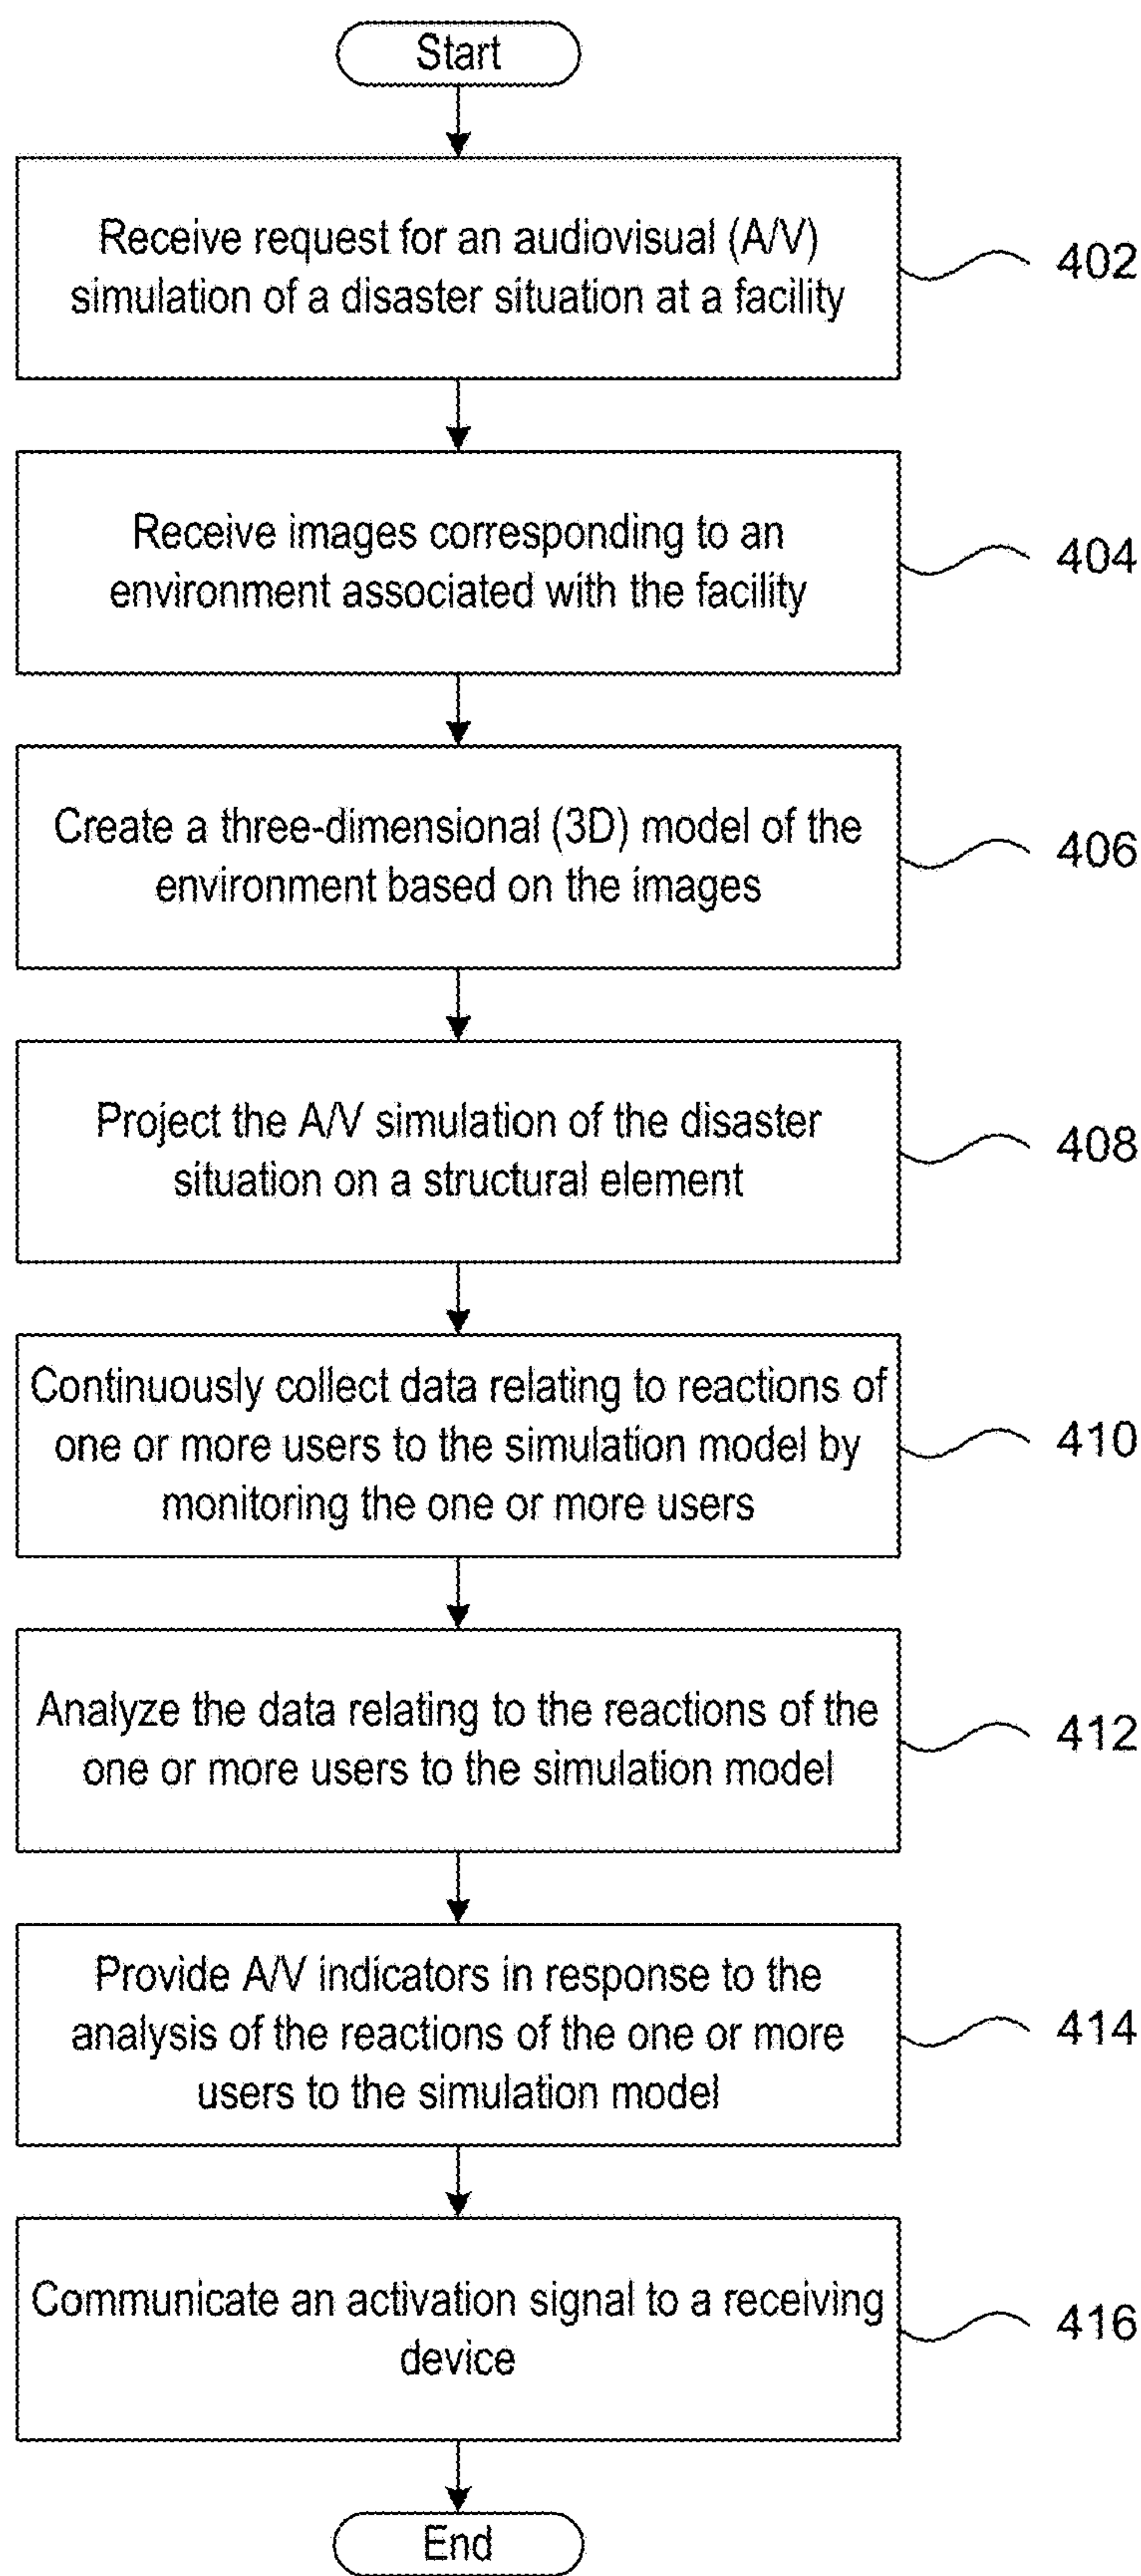 Start
Receive request for an audiovisual (A/V)
simulation of a disaster situation at a facility
402
Receive images corresponding to an
environment associated with the facility
404
Create a three-dimensional (3D) model of the
environment based on the images
406
Project the A/V simulation of the disaster
situation on a structural element
408
Continuously collect data relating to reactions of
one or more users to the simulation model by
monitoring the one or more users
410
Analyze the data relating to the reactions of the
one or more users to the simulation model
412
Provide A/V indicators in response to the
analysis of the reactions of the one or more
users to the simulation model
414
Communicate an activation signal to a receiving
device
416
End